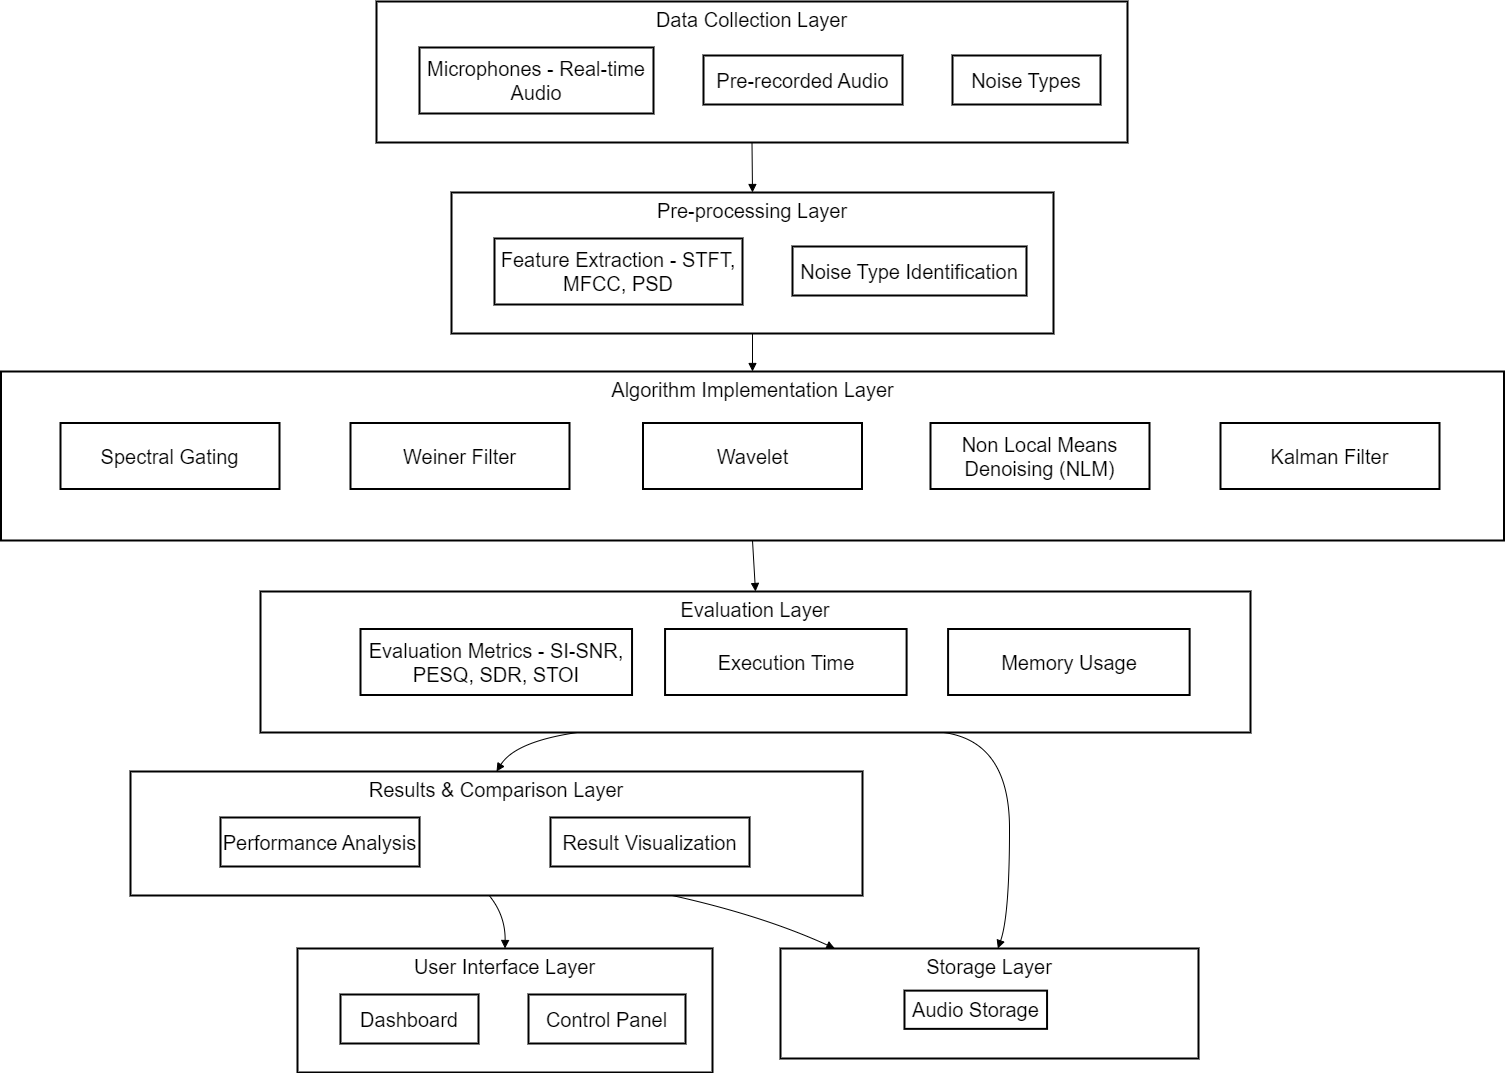 Data Collection Layer
Microphones - Real-time
Audio
Pre-recorded Audio
Noise Types
Pre-processing Layer
Feature Extraction - STFT,
MFCC, PSD
Noise Type Identification
Algorithm Implementation Layer
Spectral Gating
Weiner Filter
Wavelet
Non Local Means
Denoising (NLM)
Kalman Filter
Evaluation Layer
Evaluation Metrics - SI-SNR,
PESQ, SDR, STOI
Execution Time
Memory Usage
Results & Comparison Layer
Performance Analysis
Result Visualization
User Interface Layer
Dashboard
Control Panel
Storage Layer
Audio Storage